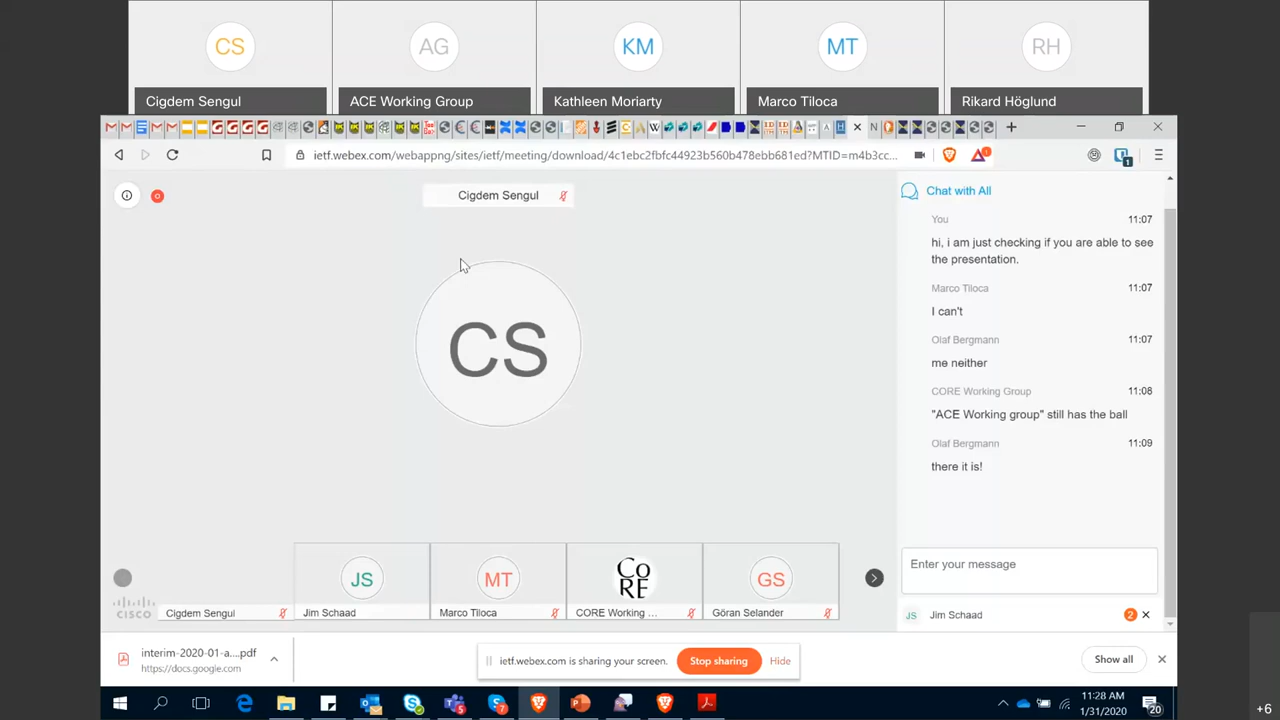 CS
AG
KM
MT
RH
Cigdem Sengul
ACE Working Group
Kathleen Moriarty
Marco Tiloca
Rikard Höglund
ietf.webex.com/webappng/sites/ietf/meeting/download/4c1ebc2fbfc44923b560b478ebb681ed?MTID=m4b3cc...
Cigdem Sengul
Chat with All
You 11:07
hi, i am just checking if you are able to see
the presentation.
Marco Tiloca 11:07
I can't
Olaf Bergmann 11:07
me neither
CORE Working Group 11:08
"ACE Working group" still has the ball
Olaf Bergmann 11:09
there it is!
CS
Enter your message
JS
MT
CoRE
GS
CISCO
Cigdem Sengul
Jim Schaad
Marco Tiloca
CORE Working ...
Göran Selander
JS Jim Schaad 2
interim-2020-01-a....pdf
https://docs.google.com
ietf.webex.com is sharing your screen.
Stop sharing
Hide
Show all
11:28 AM
1/31/2020
20
+6